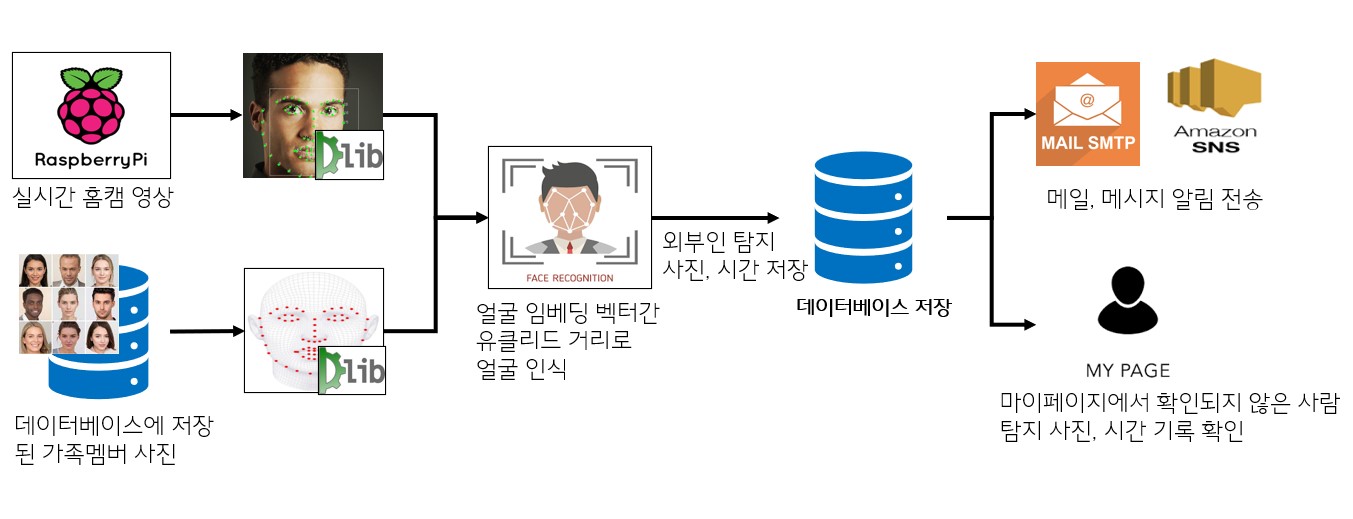 RaspberryPi
실시간 홈캠 영상
Dlib
데이터베이스에 저장
된 가족멤버 사진
Dlib
FACE RECOGNITION
얼굴 임베딩 벡터간
유클리드 거리로
얼굴 인식
외부인 탐지
사진, 시간 저장
데이터베이스 저장
@
MAIL SMTP
Amazon
SNS
메일, 메시지 알림 전송
MY PAGE
마이페이지에서 확인되지 않은 사람
탐지 사진, 시간 기록 확인